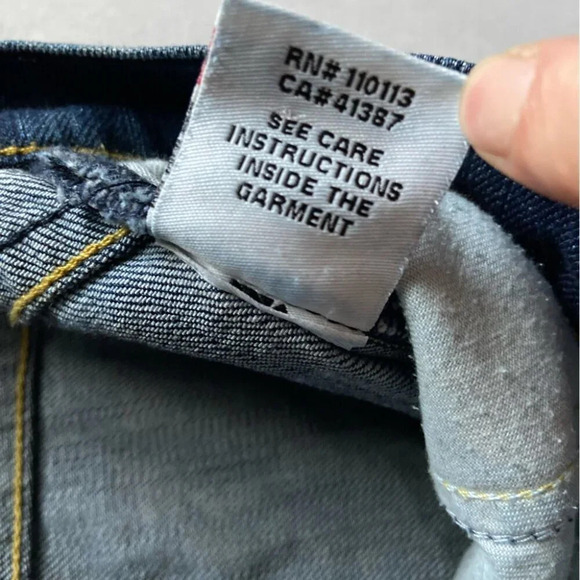 RN# 110113
CA# 41387
SEE CARE
INSTRUCTIONS
INSIDE THE
GARMENT